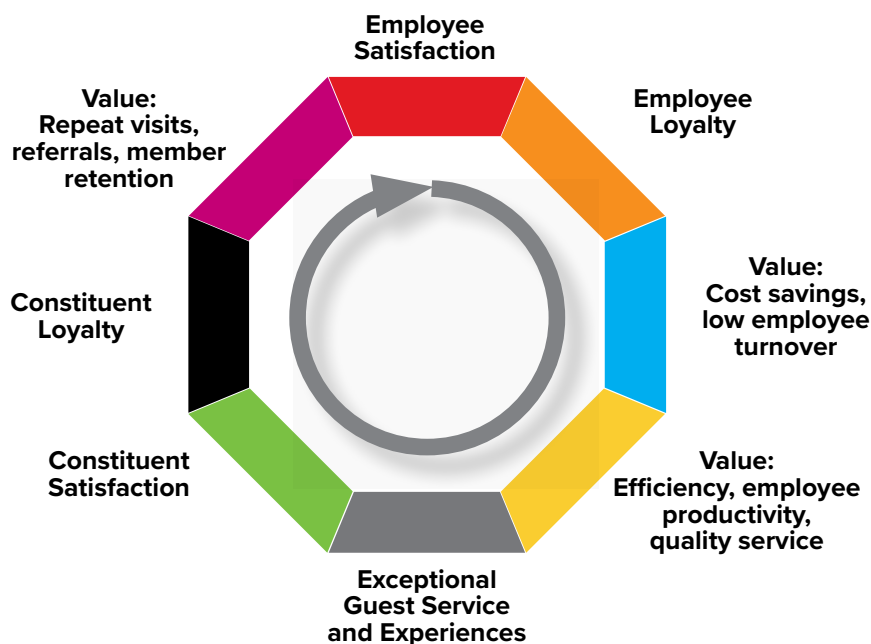 Employee
Satisfaction
Employee
Loyalty
Value:
Cost savings,
low employee
turnover
Value:
Efficiency, employee
productivity,
quality service
Exceptional
Guest Service
and Experiences
Constituent
Satisfaction
Constituent
Loyalty
Value:
Repeat visits,
referrals, member
retention